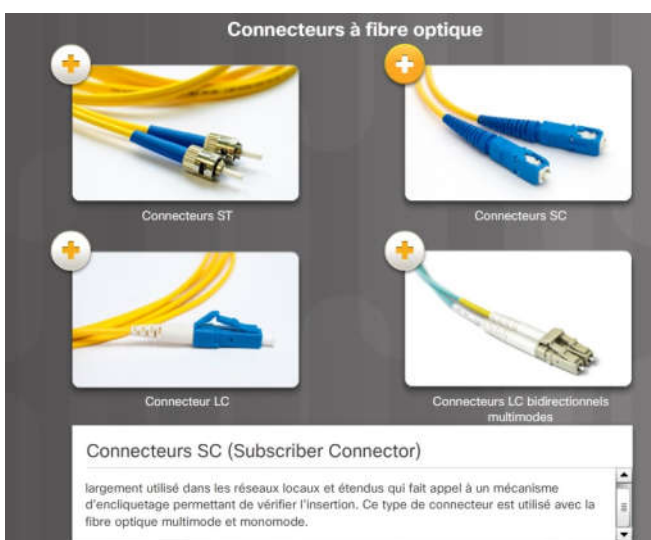 Connecteurs à fibre optique
Connecteurs ST
Connecteurs SC
Connecteur LC
Connecteurs LC bidirectionnels
multimodes
Connecteurs SC (Subscriber Connector)
largement utilisé dans les réseaux locaux et étendus qui fait appel à un mécanisme
d'encliquetage permettant de vérifier l'insertion. Ce type de connecteur est utilisé avec la
fibre optique multimode et monomode.